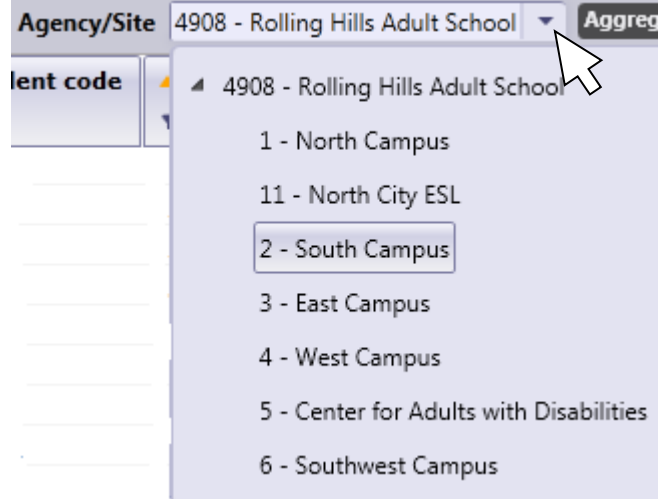 Agency/Site 4908 - Rolling Hills Adult School Aggreg
lent code
4908 - Rolling Hills Adult School
1 - North Campus
11 - North City ESL
2 - South Campus
3 - East Campus
4 - West Campus
5 - Center for Adults with Disabilities
6 - Southwest Campus